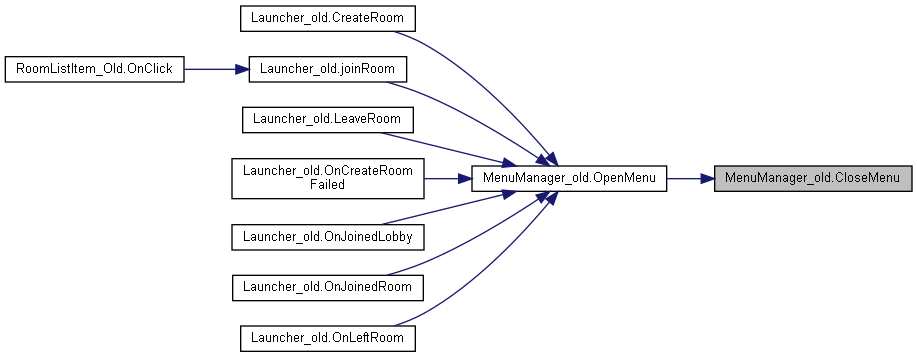 Launcher_old.CreateRoom
RoomListItem_Old.OnClick
Launcher_old.joinRoom
Launcher_old.LeaveRoom
Launcher_old.OnCreateRoom
Failed
MenuManager_old.OpenMenu
MenuManager_old.CloseMenu
Launcher_old.OnJoinedLobby
Launcher_old.OnJoinedRoom
Launcher_old.OnLeftRoom